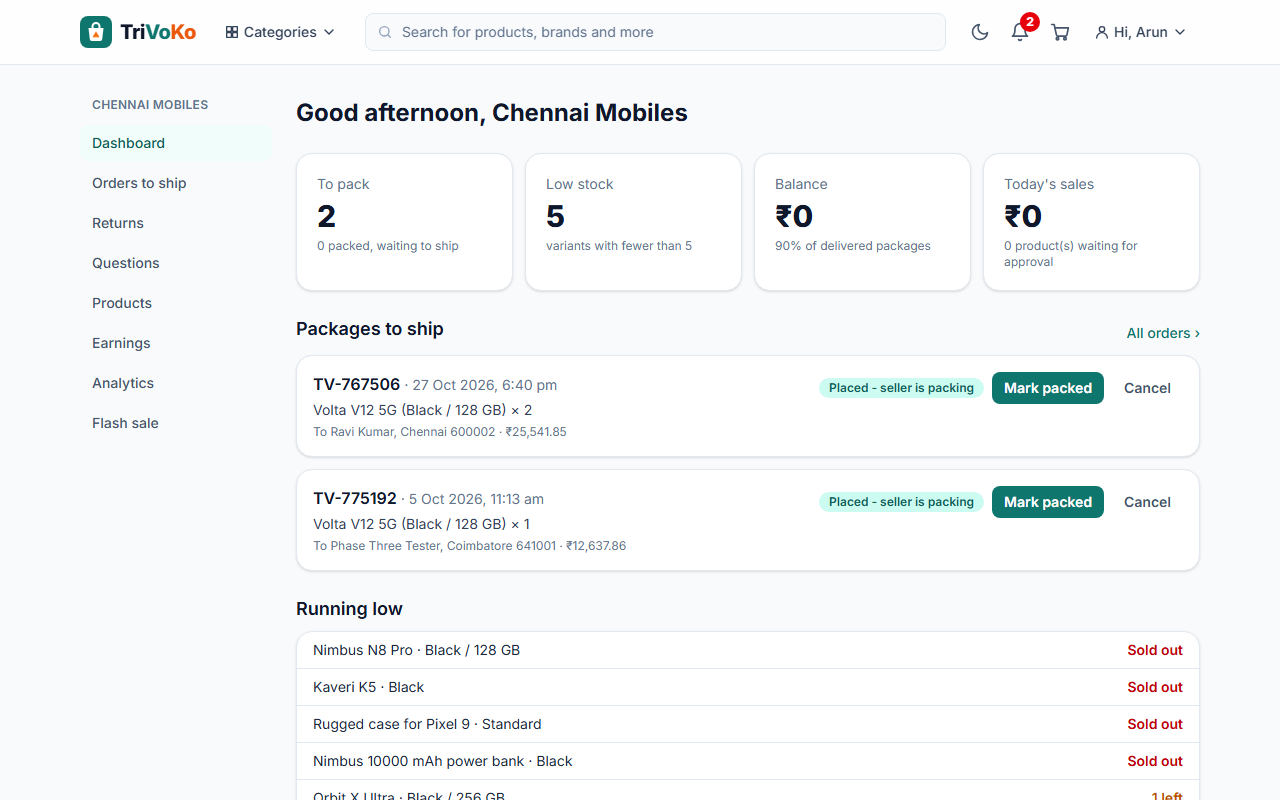 TriVoKo
Categories
Search for products, brands and more
2
Hi, Arun
CHENNAI MOBILES
Dashboard
Orders to ship
Returns
Questions
Products
Earnings
Analytics
Flash sale
Good afternoon, Chennai Mobiles
To pack
2
0 packed, waiting to ship
Low stock
5
variants with fewer than 5
Balance
₹0
90% of delivered packages
Today's sales
₹0
0 product(s) waiting for
approval
Packages to ship
All orders ›
TV-767506 · 27 Oct 2026, 6:40 pm
Placed - seller is packing
Mark packed
Cancel
Volta V12 5G (Black / 128 GB) × 2
To Ravi Kumar, Chennai 600002 · ₹25,541.85
TV-775192 · 5 Oct 2026, 11:13 am
Placed - seller is packing
Mark packed
Cancel
Volta V12 5G (Black / 128 GB) × 1
To Phase Three Tester, Coimbatore 641001 · ₹12,637.86
Running low
Nimbus N8 Pro · Black / 128 GB
Sold out
Kaveri K5 · Black
Sold out
Rugged case for Pixel 9 · Standard
Sold out
Nimbus 10000 mAh power bank · Black
Sold out
Orbit X Ultra · Black / 256 GB
1 left